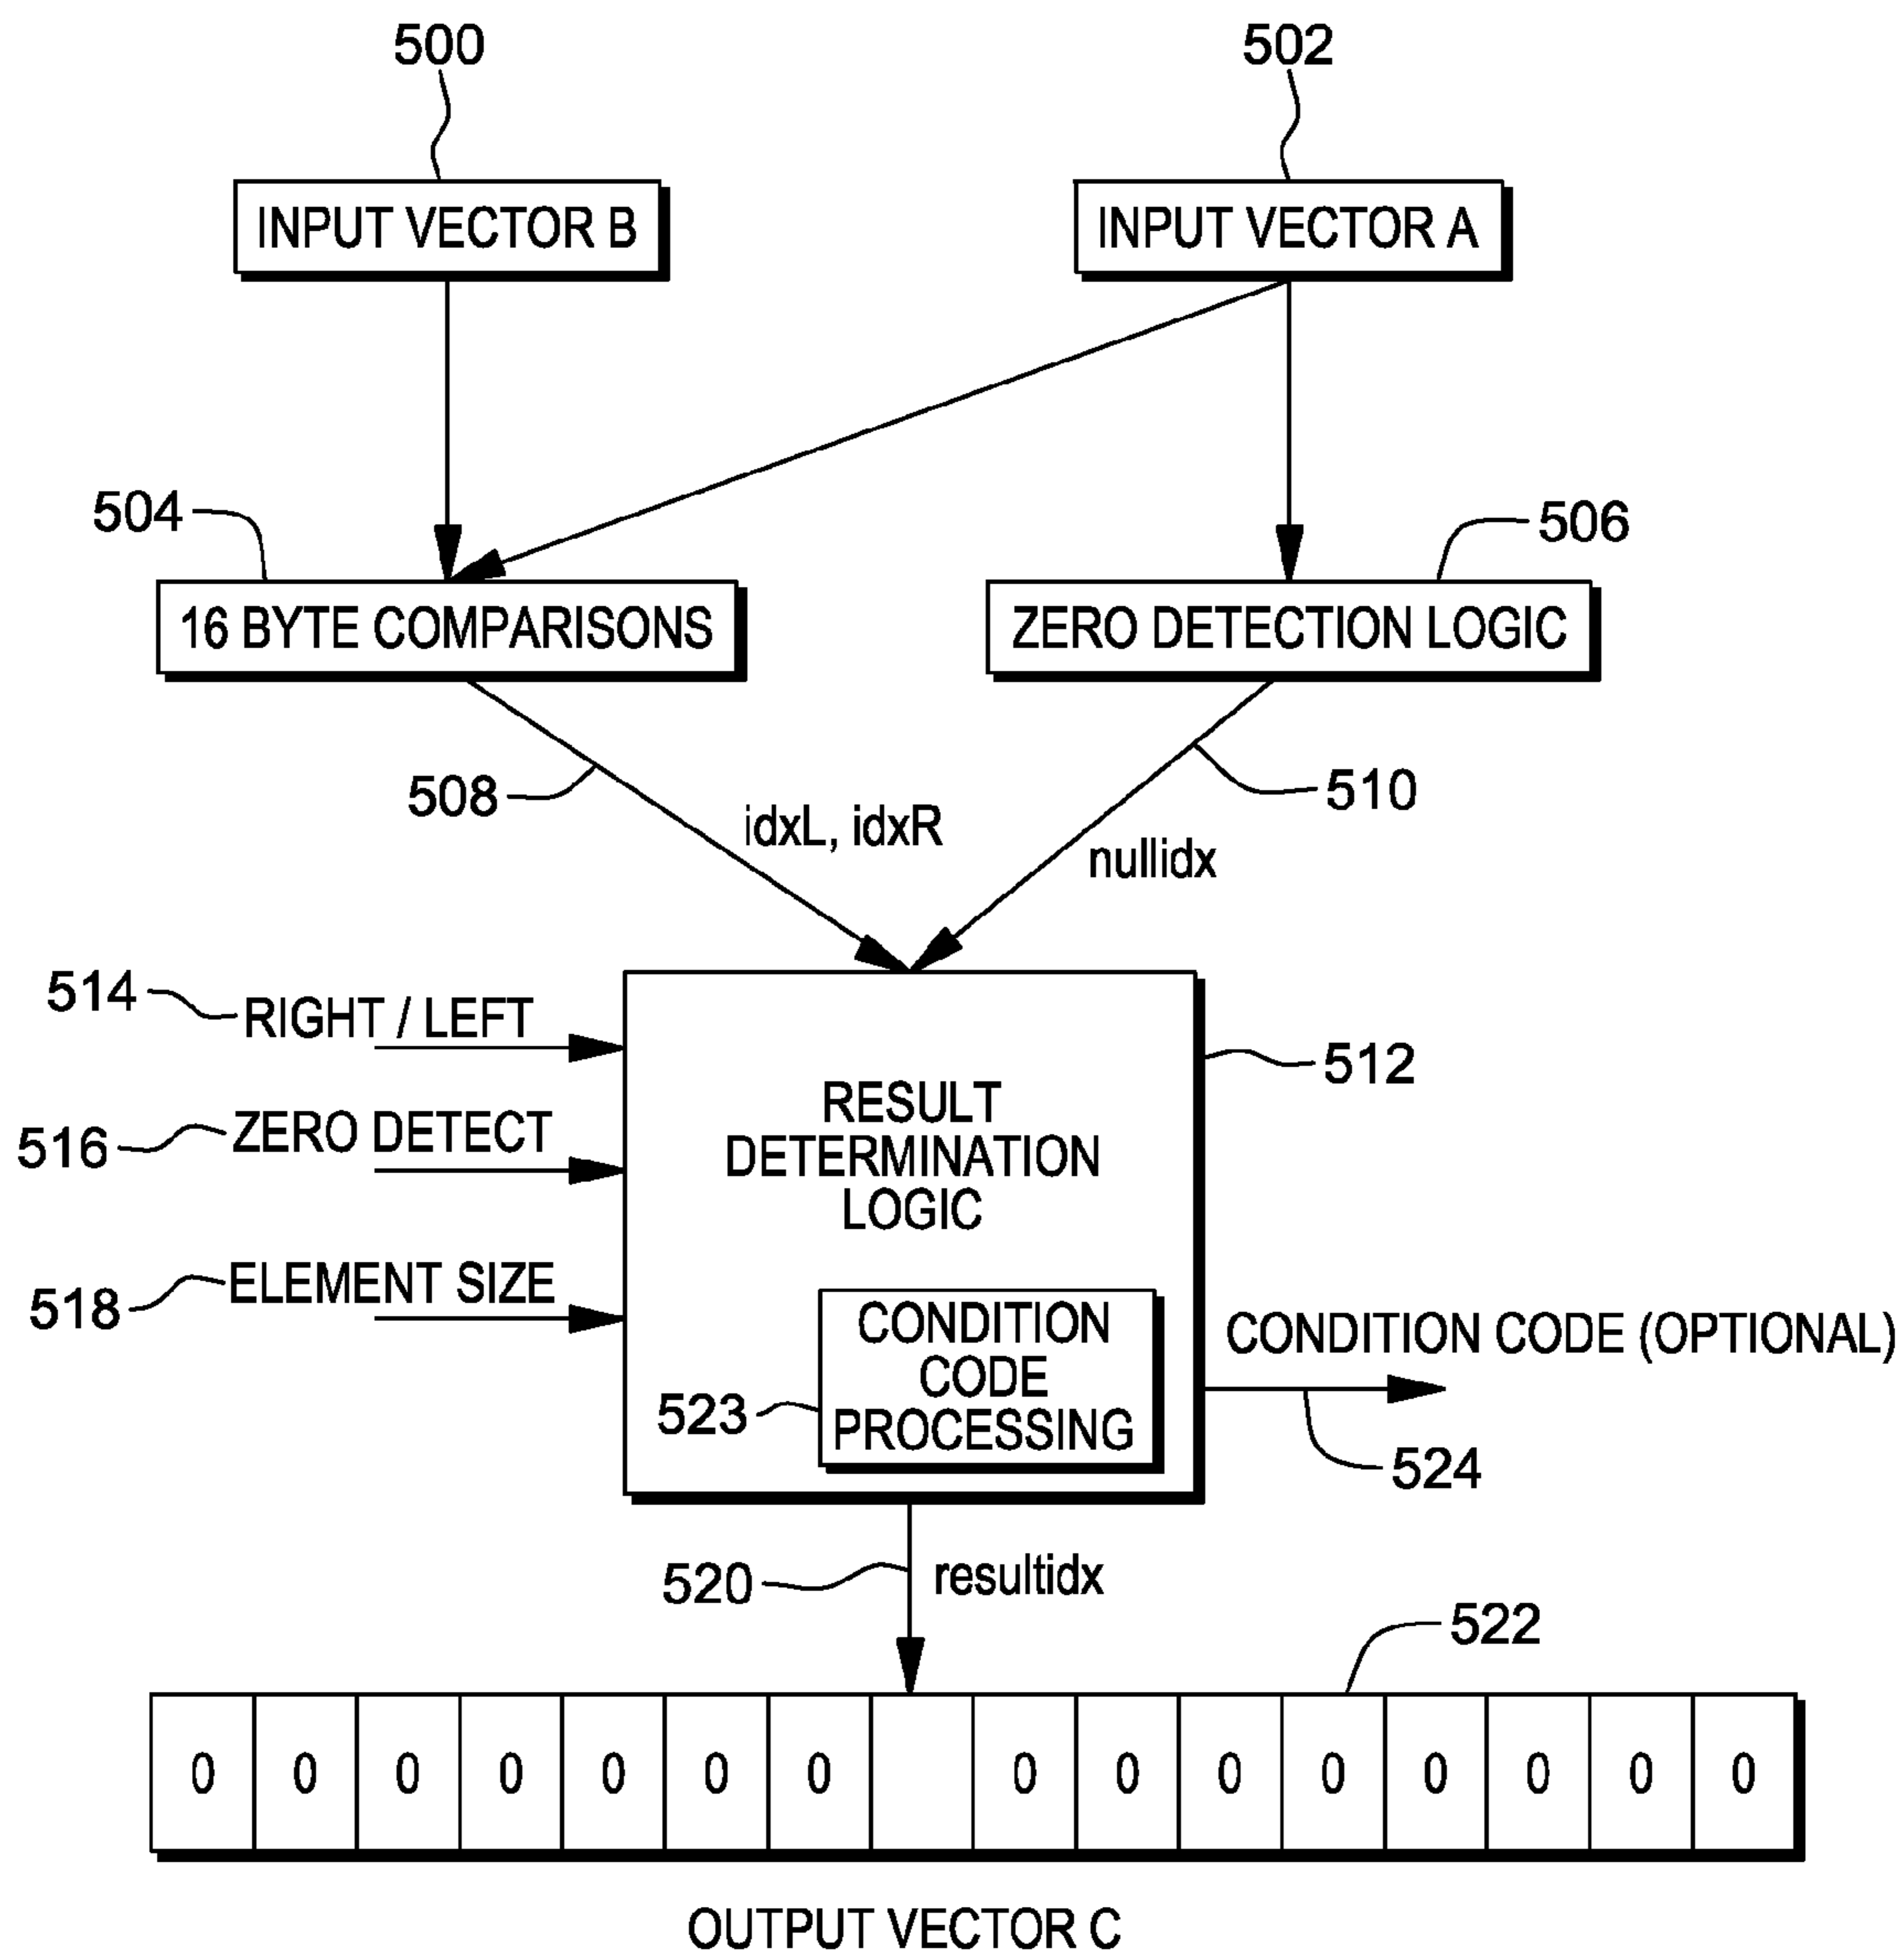 500
502
INPUT VECTOR B
INPUT VECTOR A
504
506
16 BYTE COMPARISONS
ZERO DETECTION LOGIC
508
510
idxL, idxR
nullidx
514
RIGHT / LEFT
512
516
ZERO DETECT
RESULT
DETERMINATION
LOGIC
518
ELEMENT SIZE
523
CONDITION
CODE
PROCESSING
CONDITION CODE (OPTIONAL)
524
520
resultidx
522
0 0 0 0 0 0 0 0 0 0 0 0 0 0 0
OUTPUT VECTOR C